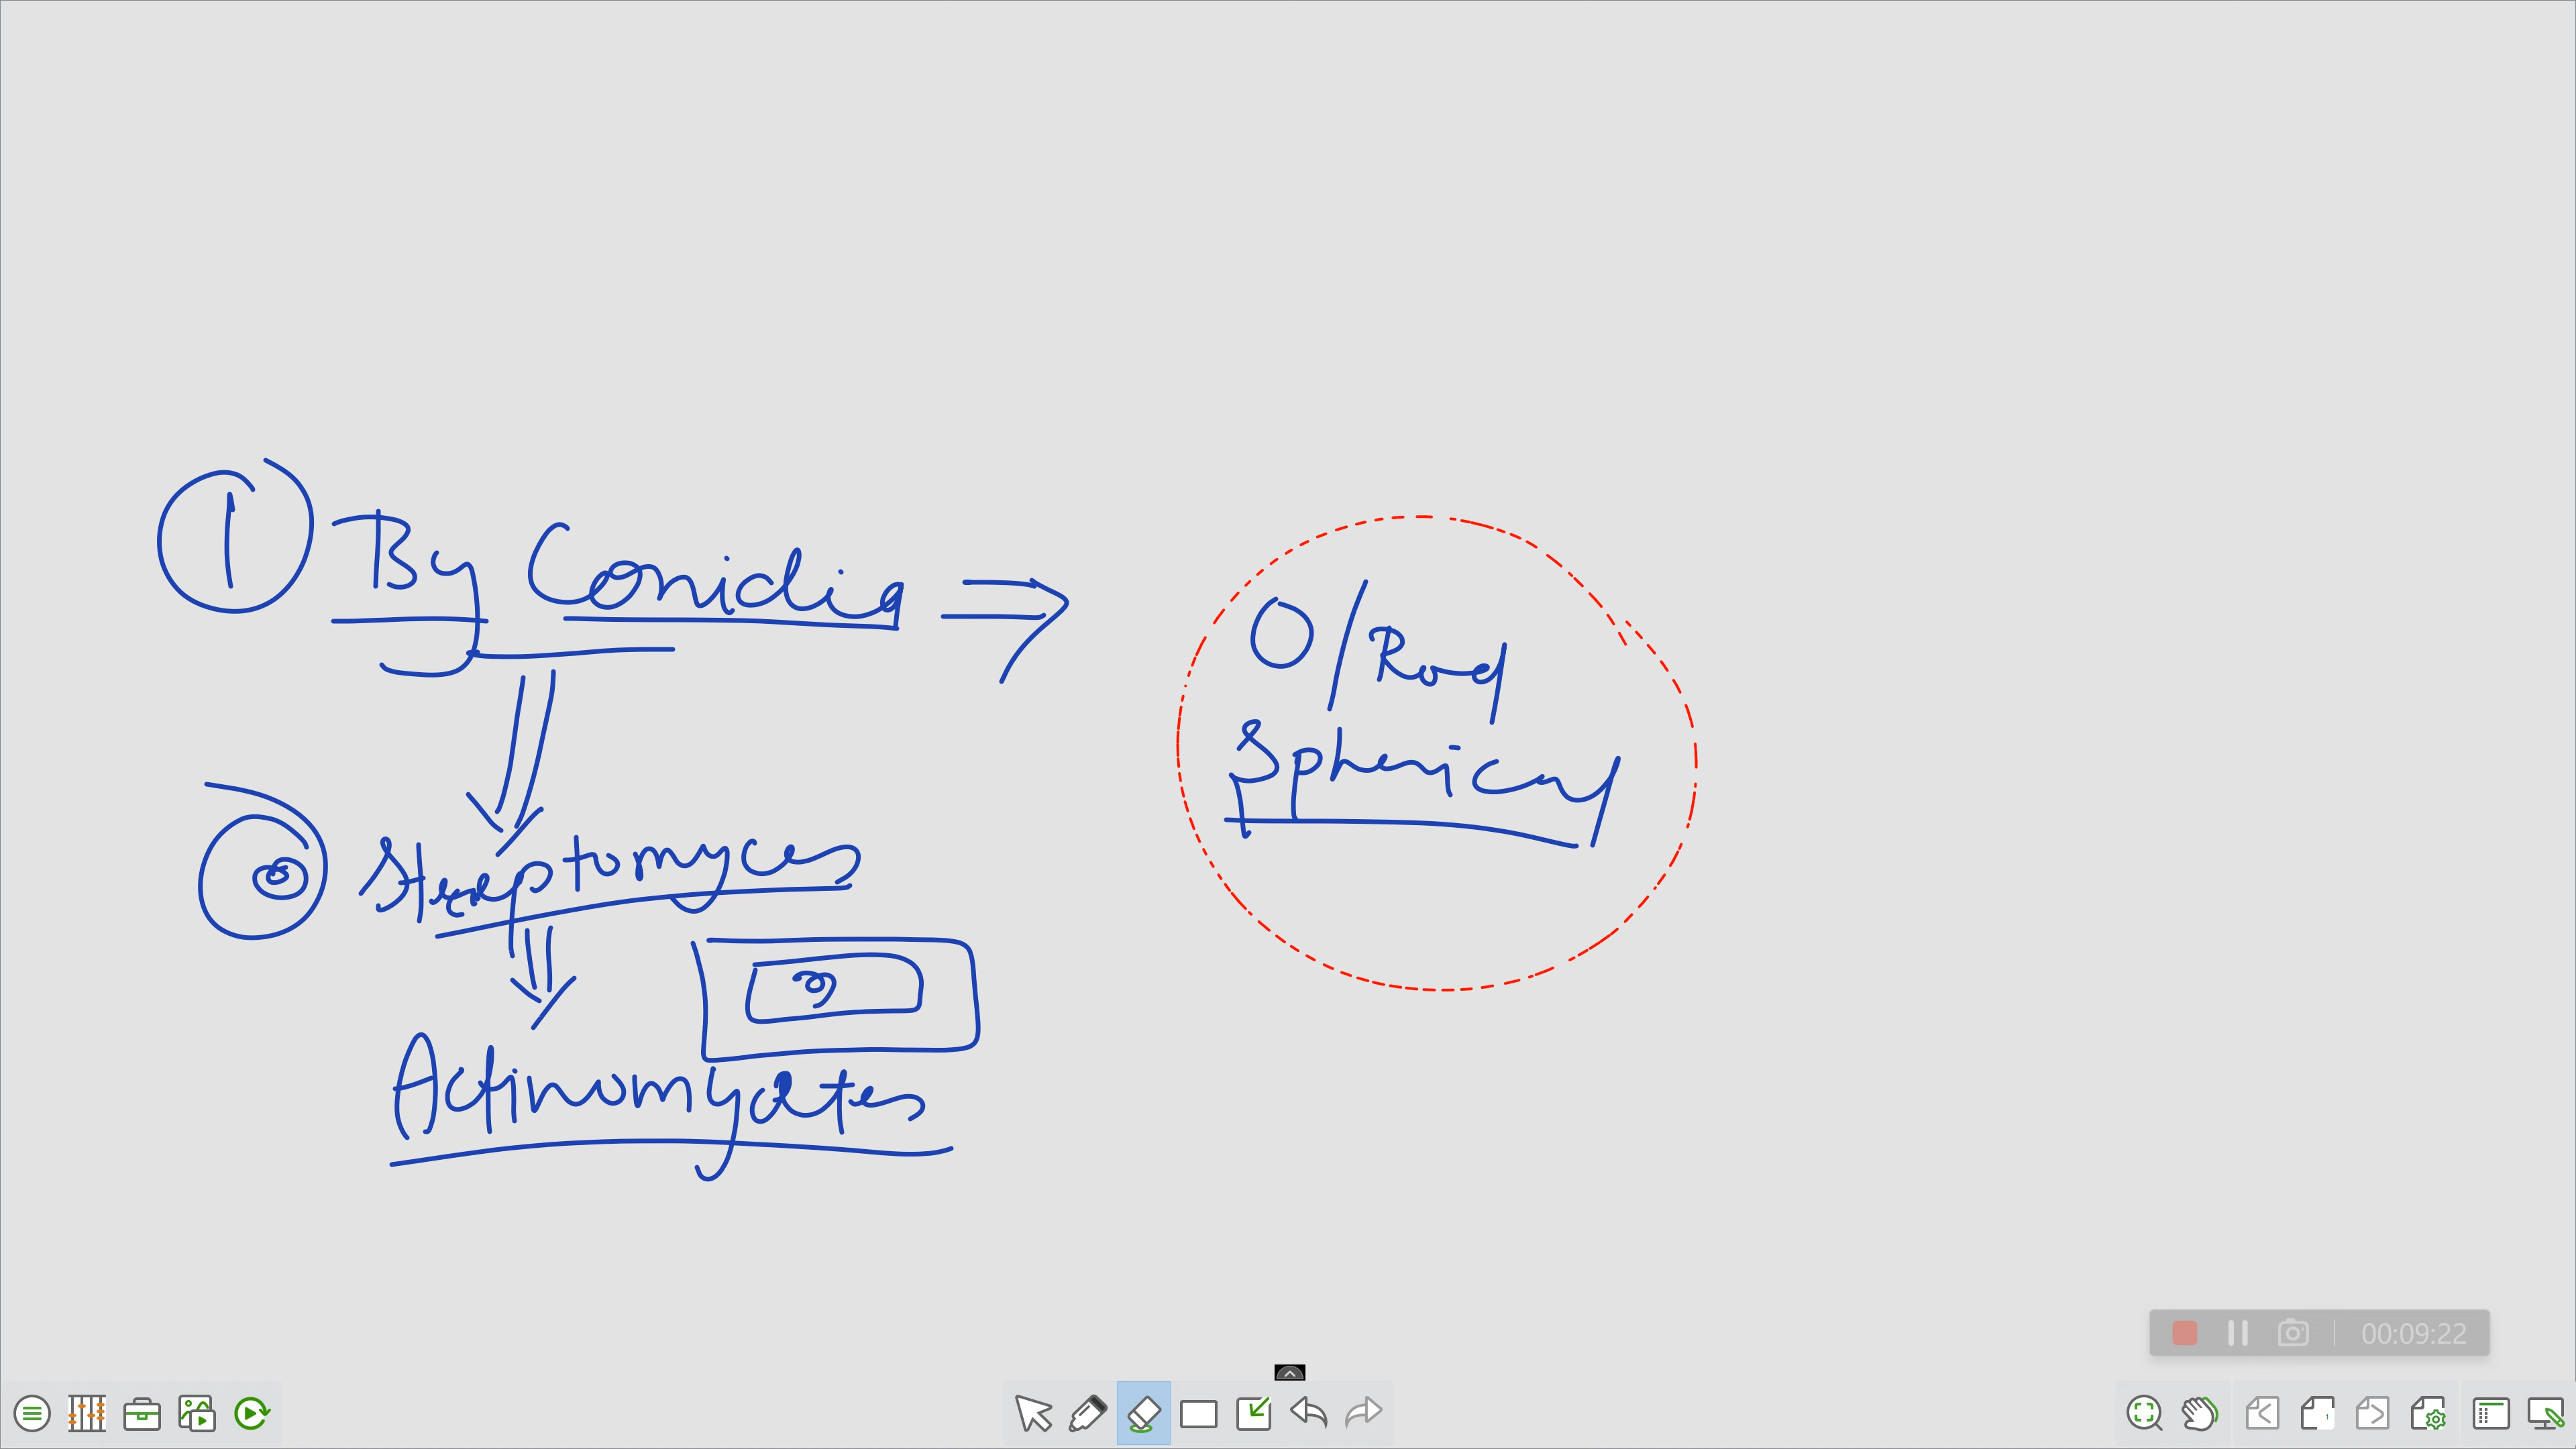 1 By Conidia ⇒
O/Rod
Spherical
Streptomyces
Actinomycetes
00:09:22